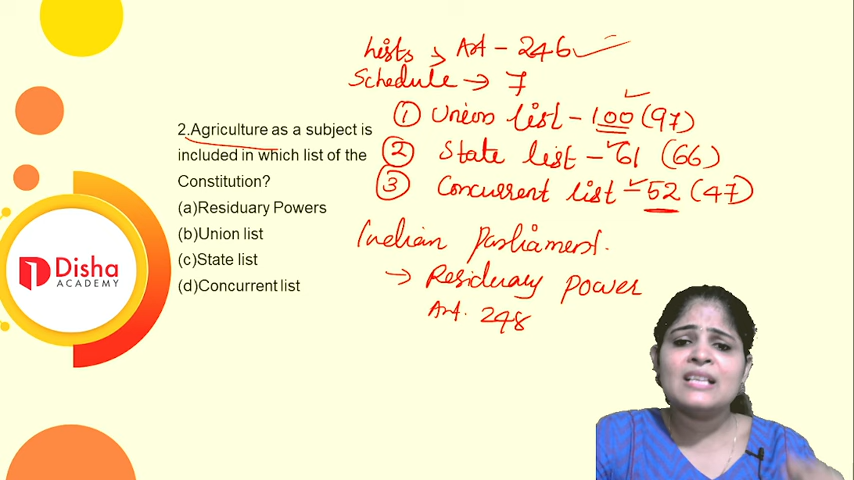 Lists → Art - 246
Schedule → 7
① Union list - 100 (97)
② State list - 61 (66)
③ Concurrent list - 52 (47)
Indian Parliament.
→ Residuary power
Art. 248
2.Agriculture as a subject is
included in which list of the
Constitution?
(a)Residuary Powers
(b)Union list
(c)State list
(d)Concurrent list
Disha
ACADEMY